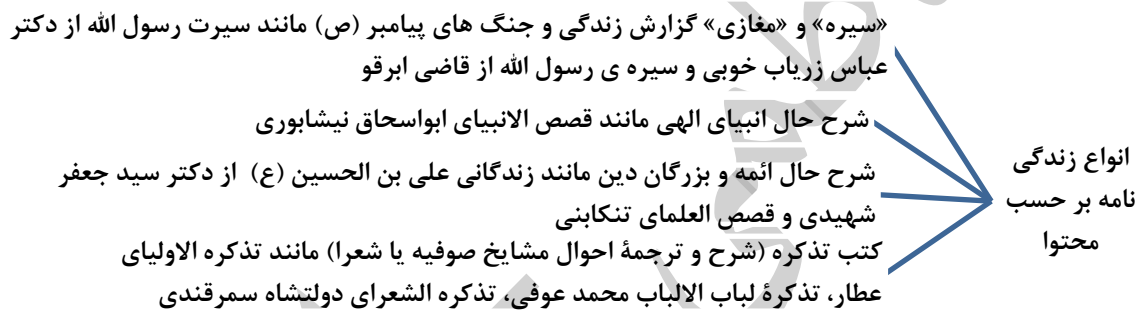 «سیره» و «مغازی» گزارش زندگی و جنگ های پیامبر (ص) مانند سیرت رسول الله از دکتر
عباس زریاب خویی و سیره ی رسول الله از قاضی ابرقو
شرح حال انبیای الهی مانند قصص الانبیای ابواسحاق نیشابوری
شرح حال ائمه و بزرگان دین مانند زندگانی علی بن الحسین (ع) از دکتر سید جعفر
شهیدی و قصص العلمای تنکابنی
کتب تذکره (شرح و ترجمهٔ احوال مشایخ صوفیه یا شعرا) مانند تذکره الاولیای
عطار، تذکرهٔ لباب الالباب محمد عوفی، تذکره الشعرای دولتشاه سمرقندی
انواع زندگی
نامه بر حسب
محتوا